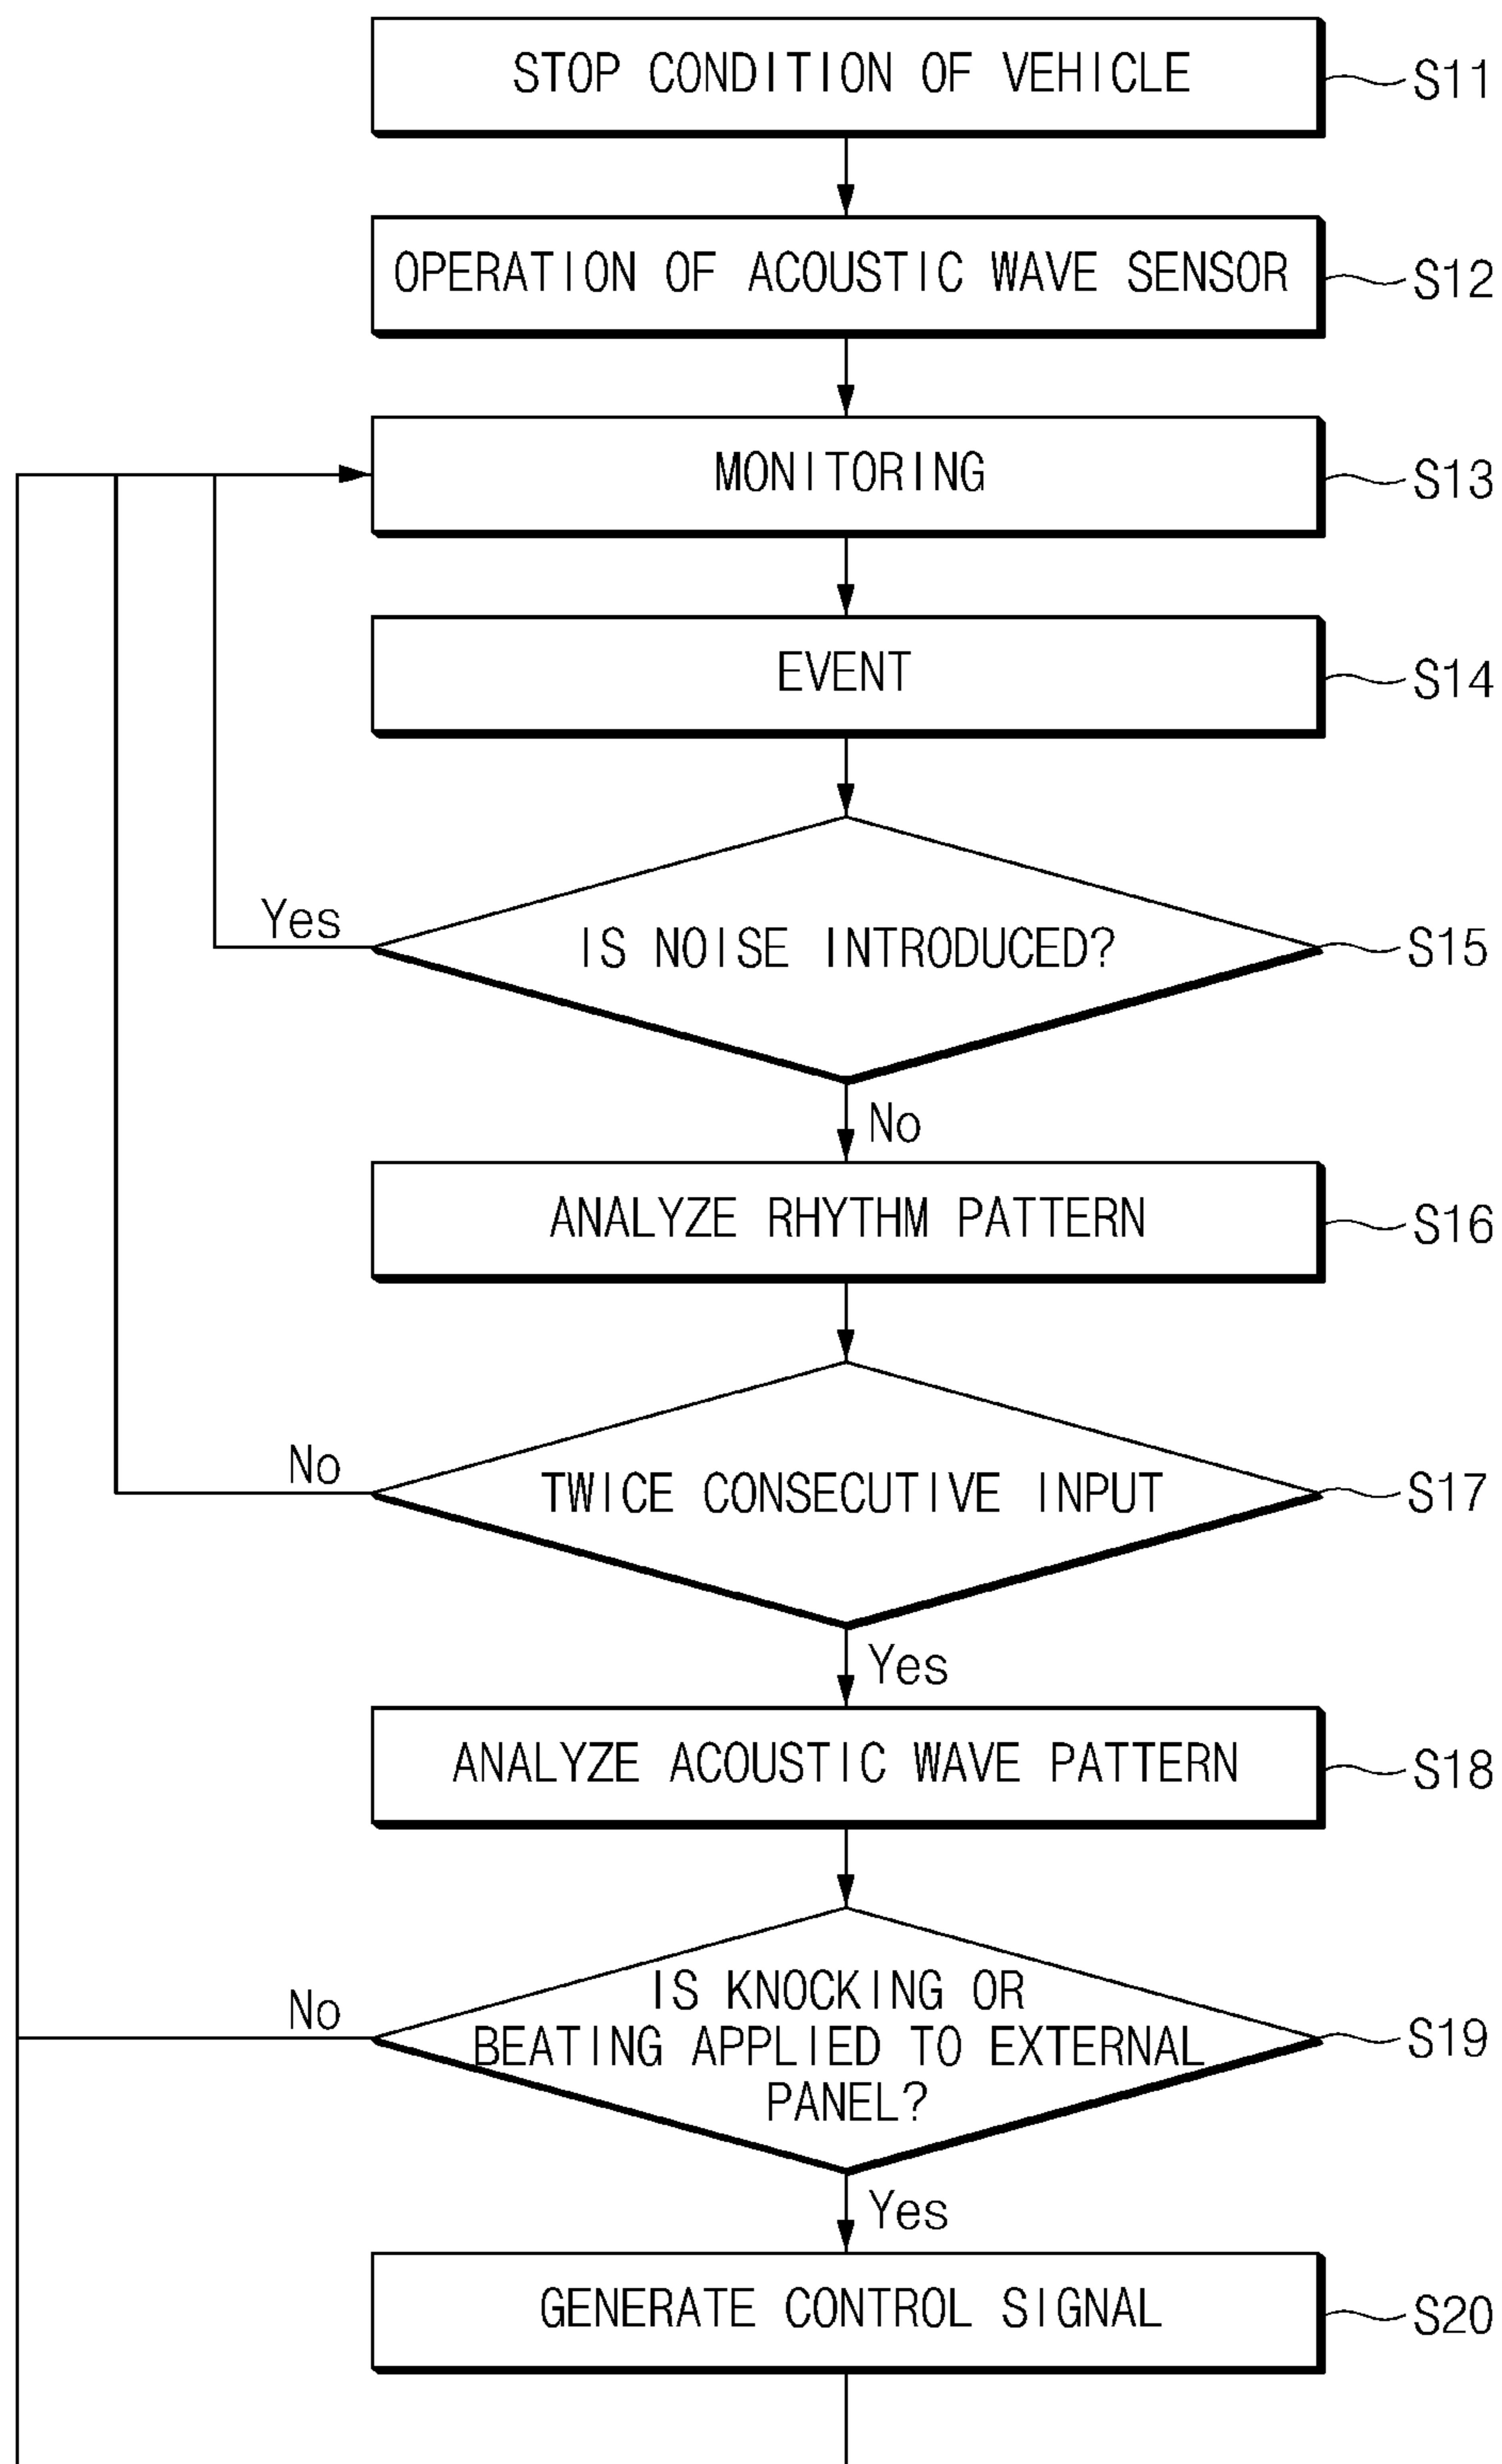 STOP CONDITION OF VEHICLE
S11
OPERATION OF ACOUSTIC WAVE SENSOR
S12
MONITORING
S13
EVENT
S14
Yes
IS NOISE INTRODUCED?
S15
No
ANALYZE RHYTHM PATTERN
S16
No
TWICE CONSECUTIVE INPUT
S17
Yes
ANALYZE ACOUSTIC WAVE PATTERN
S18
No
IS KNOCKING OR
BEATING APPLIED TO EXTERNAL
PANEL?
S19
Yes
GENERATE CONTROL SIGNAL
S20